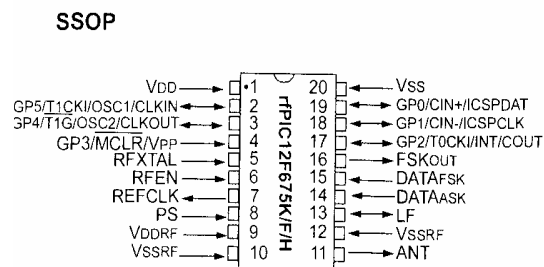 SSOP
VDD 1 20 VSS
GP5/T1CKI/OSC1/CLKIN 2 19 GP0/CIN+/ICSPDAT
GP4/T1G/OSC2/CLKOUT 3 18 GP1/CIN-/ICSPCLK
GP3/MCLR/VPP 4 17 GP2/T0CKI/INT/COUT
RFXTAL 5 16 FSKOUT
RFEN 6 15 DATAFSK
REFCLK 7 14 DATAASK
PS 8 13 LF
VDDRF 9 12 VSSRF
VSSRF 10 11 ANT
rfPIC12F675K/F/H